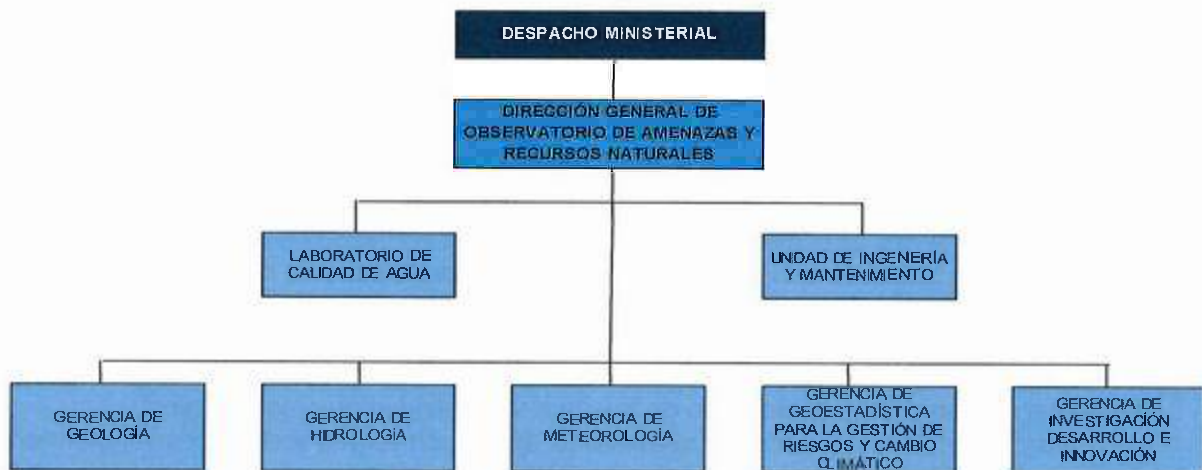 DESPACHO MINISTERIAL
DIRECCIÓN GENERAL DE
OBSERVATORIO DE AMENAZAS Y
RECURSOS NATURALES
LABORATORIO DE
CALIDAD DE AGUA
UNIDAD DE INGENERÍA
Y MANTENIMIENTO
GERENCIA DE
GEOLOGÍA
GERENCIA DE
HIDROLOGÍA
GERENCIA DE
METEOROLOGÍA
GERENCIA DE
GEOESTADÍSTICA
PARA LA GESTIÓN DE
RIESGOS Y CAMBIO
CLIMÁTICO
GERENCIA DE
INVESTIGACIÓN
DESARROLLO E
INNOVACIÓN